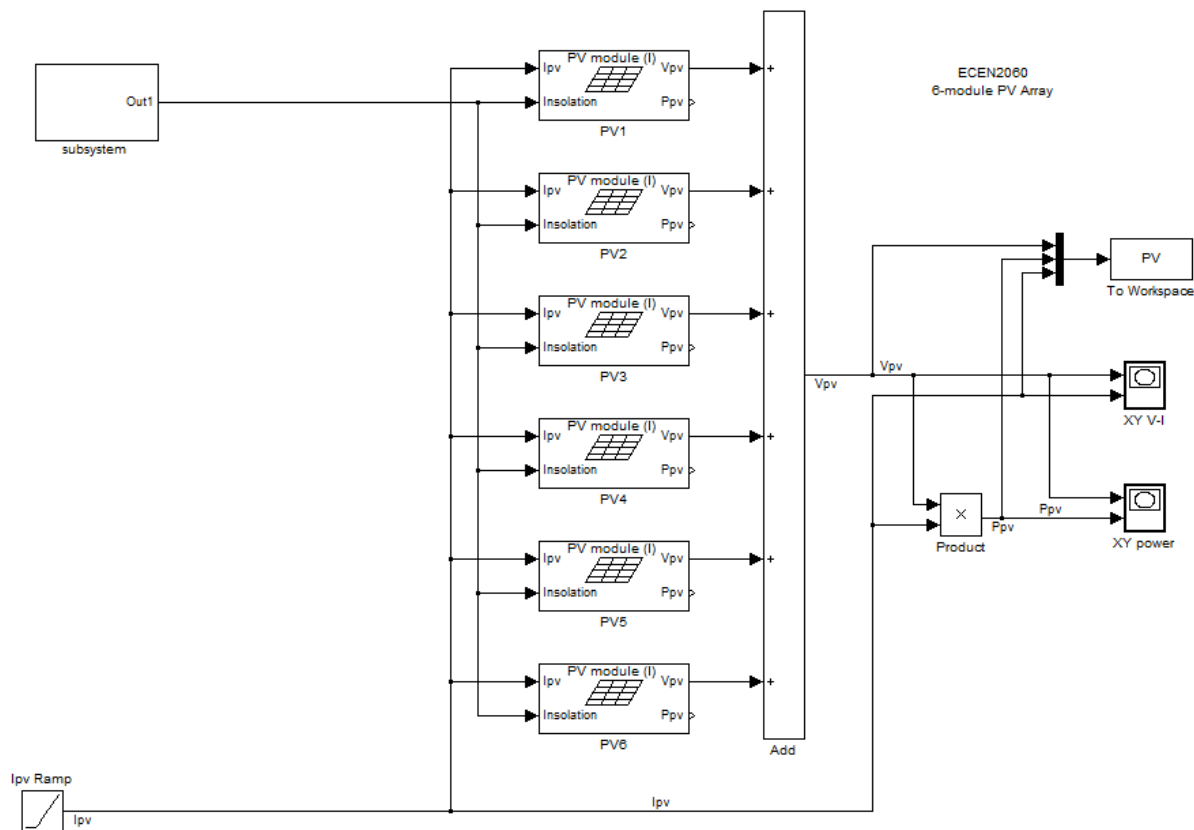 Out1
subsystem
PV module (I)
Ipv
Vpv
Insolation
Ppv
PV1
+
PV module (I)
Ipv
Vpv
Insolation
Ppv
PV2
+
PV module (I)
Ipv
Vpv
Insolation
Ppv
PV3
+
PV module (I)
Ipv
Vpv
Insolation
Ppv
PV4
+
PV module (I)
Ipv
Vpv
Insolation
Ppv
PV5
+
PV module (I)
Ipv
Vpv
Insolation
Ppv
PV6
+
Add
ECEN2060
6-module PV Array
PV
To Workspace
Vpv
Vpv
XY V-I
×
Product
Ppv
Ppv
XY power
Ipv Ramp
Ipv
Ipv